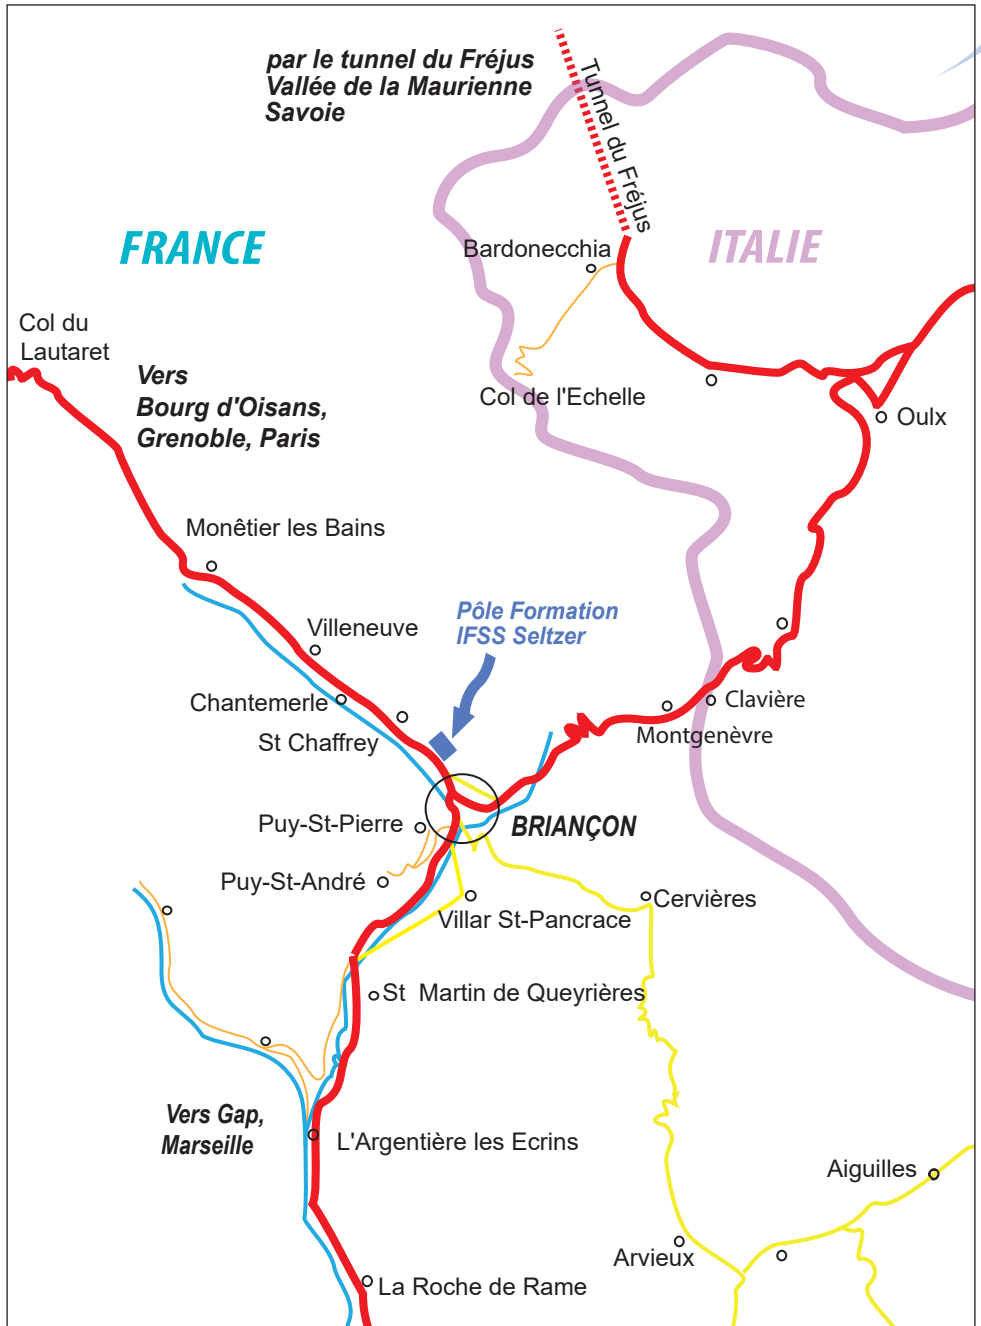 par le tunnel du Fréjus
Vallée de la Maurienne
Savoie
Tunnel du Fréjus
FRANCE
ITALIE
Bardonecchia
Col du
Lautaret
Vers
Bourg d'Oisans,
Grenoble, Paris
Col de l'Echelle
Oulx
Monêtier les Bains
Pôle Formation
IFSS Seltzer
Villeneuve
Chantemerle
Clavière
St Chaffrey
Montgenèvre
Puy-St-Pierre
BRIANÇON
Puy-St-André
Cervières
Villar St-Pancrace
St Martin de Queyrières
Vers Gap,
Marseille
L'Argentière les Ecrins
Aiguilles
Arvieux
La Roche de Rame